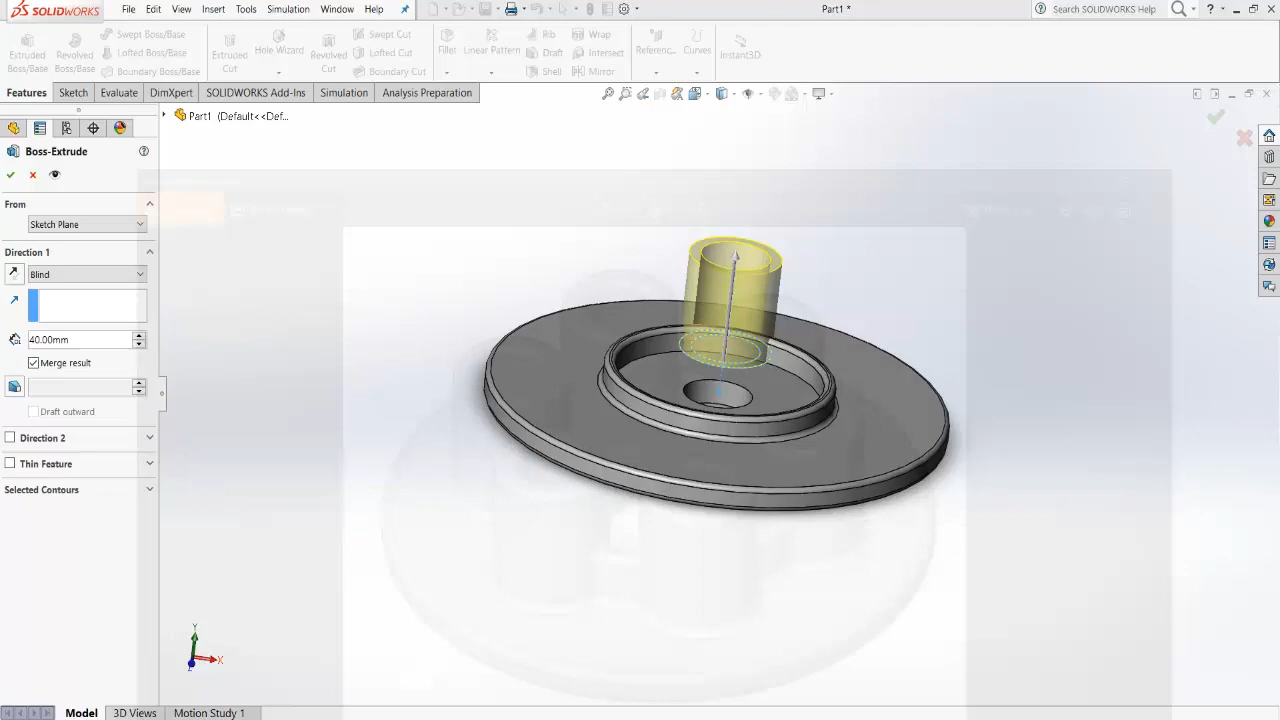 SOLIDWORKS File Edit View Insert Tools Simulation Window Help Part1 * Search SOLIDWORKS Help ?
Extruded Boss/Base
Revolved Boss/Base
Swept Boss/Base
Lofted Boss/Base
Boundary Boss/Base
Extruded Cut
Hole Wizard
Revolved Cut
Swept Cut
Lofted Cut
Boundary Cut
Fillet
Linear Pattern
Rib
Draft
Shell
Wrap
Intersect
Mirror
Referenc...
Curves
Instant3D
Features Sketch Evaluate DimXpert SOLIDWORKS Add-Ins Simulation Analysis Preparation
Part1 (Default<<Def...
Boss-Extrude
From
Sketch Plane
Direction 1
Blind
40.00mm
Merge result
Draft outward
Direction 2
Thin Feature
Selected Contours
Y
X
Z
Model 3D Views Motion Study 1